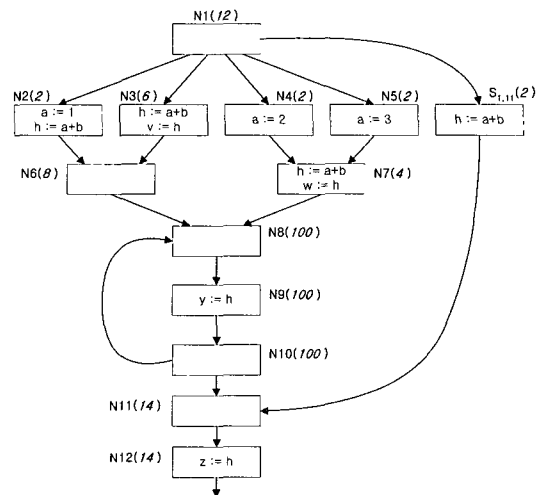 N1(12)
N2(2)
N3(6)
N4(2)
N5(2)
S1,11(2)
a := 1
h := a+b
h := a+b
v := h
a := 2
a := 3
h := a+b
N6(8)
h := a+b
w := h
N7(4)
N8(100)
y := h
N9(100)
N10(100)
N11(14)
N12(14)
z := h